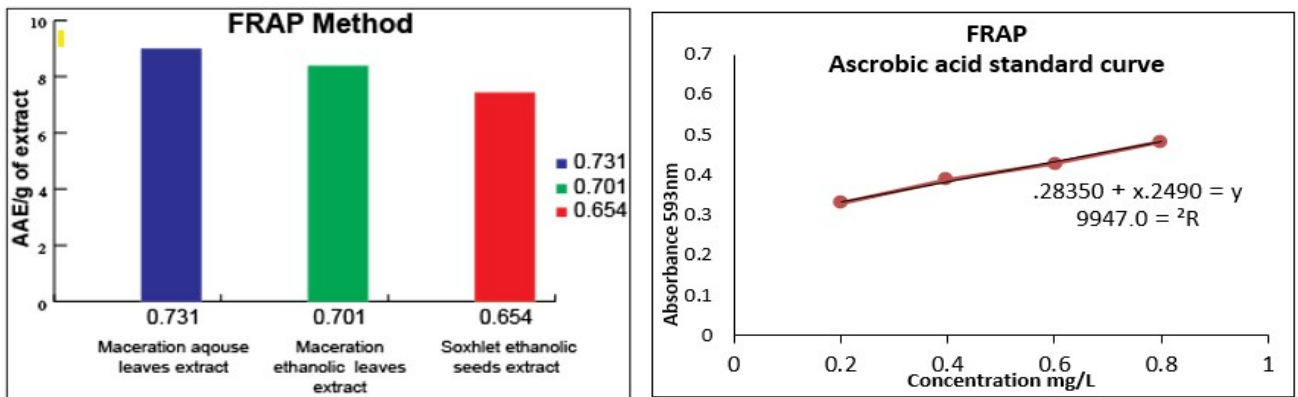 FRAP Method
AAE/g of extract
10
8
6
4
2
0
0.731
0.701
0.654
0.731
0.701
0.654
Maceration aqouse
leaves extract
Maceration
ethanolic leaves
extract
Soxhlet ethanolic
seeds extract
FRAP
Ascrobic acid standard curve
Absorbance 593nm
0.7
0.6
0.5
0.4
0.3
0.2
0.1
0
.28350 + x.2490 = y
9947.0 = ²R
0
0.2
0.4
0.6
0.8
1
Concentration mg/L